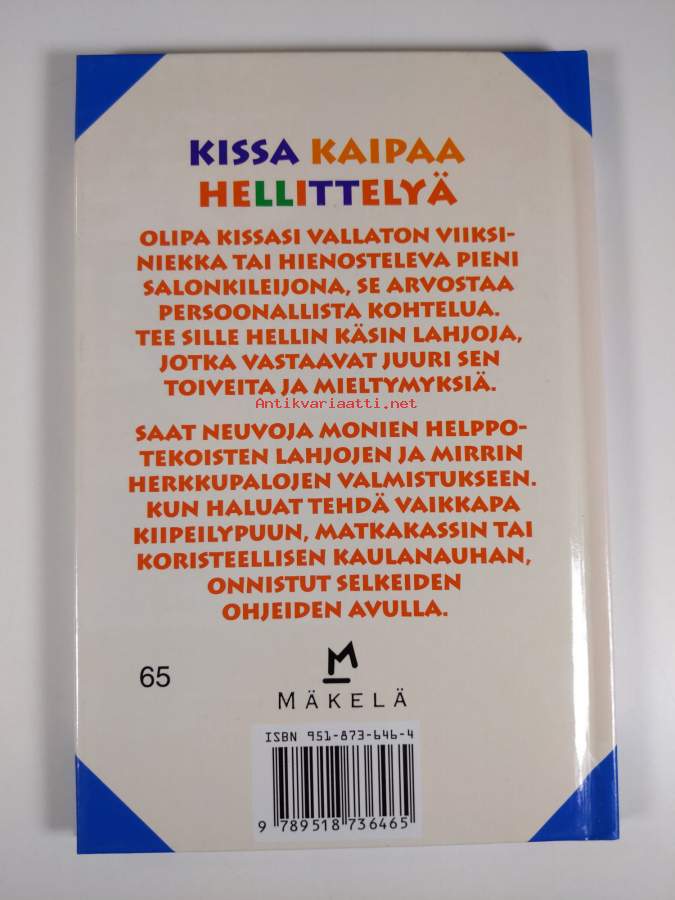 KISSA KAIPAA
HELLITTELYÄ
OLIPA KISSASI VALLATON VIIKSI-
NIEKKA TAI HIENOSTELEVA PIENI
SALONKILEIJONA, SE ARVOSTAA
PERSOONALLISTA KOHTELUA.
TEE SILLE HELLIN KÄSIN LAHJOJA,
JOTKA VASTAAVAT JUURI SEN
TOIVEITA JA MIELTYMYKSIÄ.
Antikvariaatti.net
SAAT NEUVOJA MONIEN HELPPO-
TEKOISTEN LAHJOJEN JA MIRRIN
HERKKUPALOJEN VALMISTUKSEEN.
KUN HALUAT TEHDÄ VAIKKAPA
KIIPEILYPUUN, MATKAKASSIN TAI
KORISTEELLISEN KAULANAUHAN,
ONNISTUT SELKEIDEN
OHJEIDEN AVULLA.
65
M
MÄKELÄ
ISBN 951-873-646-4
9 789518 736465